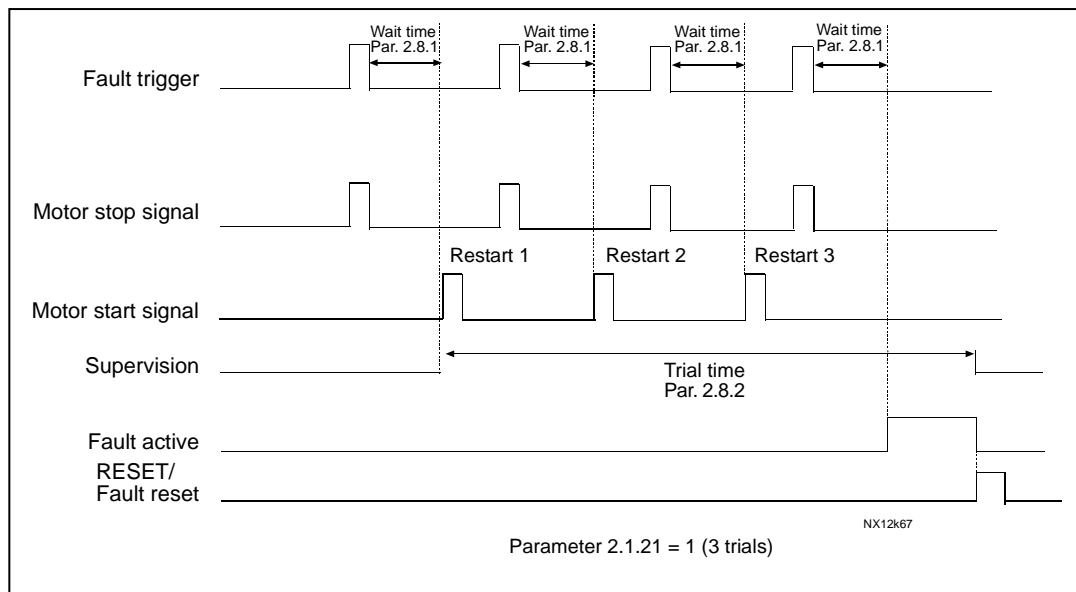 Wait time
Par. 2.8.1
Wait time
Par. 2.8.1
Wait time
Par. 2.8.1
Wait time
Par. 2.8.1
Fault trigger
Motor stop signal
Restart 1
Restart 2
Restart 3
Motor start signal
Supervision
Trial time
Par. 2.8.2
Fault active
RESET/
Fault reset
NX12k67
Parameter 2.1.21 = 1 (3 trials)